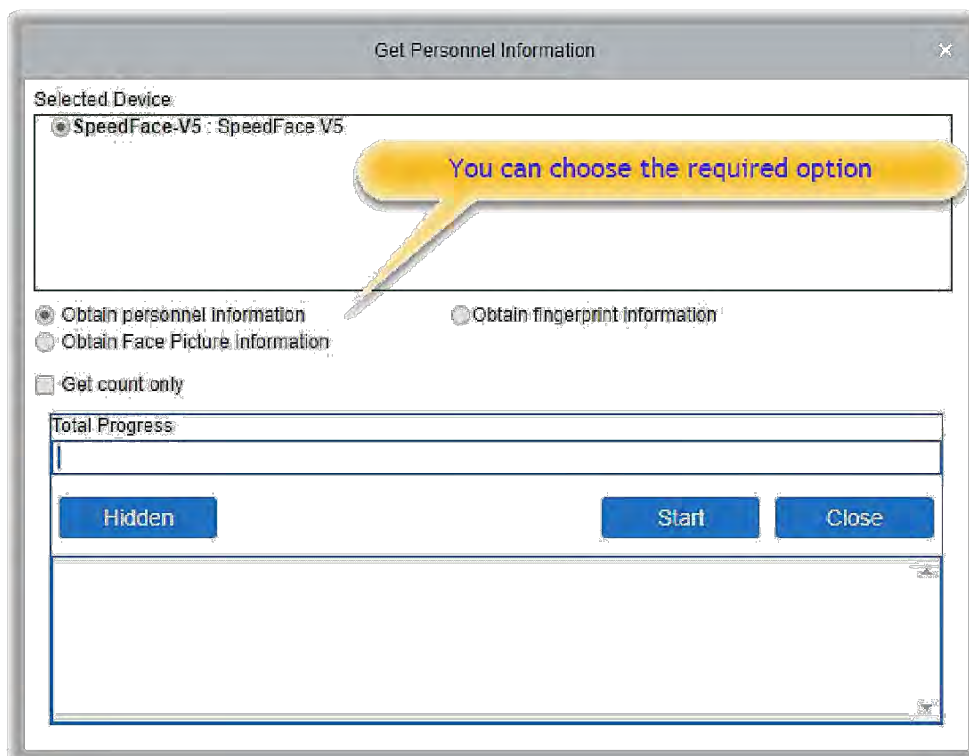 Get Personnel Information
Selected Device
SpeedFace-V5 : SpeedFace V5
You can choose the required option
Obtain personnel information
Obtain fingerprint information
Obtain Face Picture Information
Get count only
Total Progress
Hidden
Start
Close